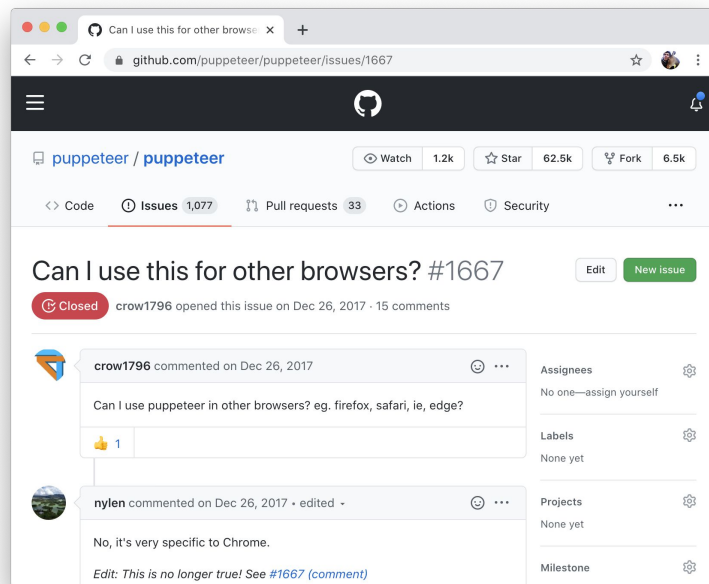 Can I use this for other browse
github.com/puppeteer/puppeteer/issues/1667
puppeteer / puppeteer
Watch 1.2k
Star 62.5k
Fork 6.5k
Code
Issues 1,077
Pull requests 33
Actions
Security
Can I use this for other browsers? #1667
Edit
New issue
Closed
crow1796 opened this issue on Dec 26, 2017 · 15 comments
crow1796 commented on Dec 26, 2017
Can I use puppeteer in other browsers? eg. firefox, safari, ie, edge?
👍 1
nylen commented on Dec 26, 2017 • edited
No, it's very specific to Chrome.
Edit: This is no longer true! See #1667 (comment)
Assignees
No one—assign yourself
Labels
None yet
Projects
None yet
Milestone